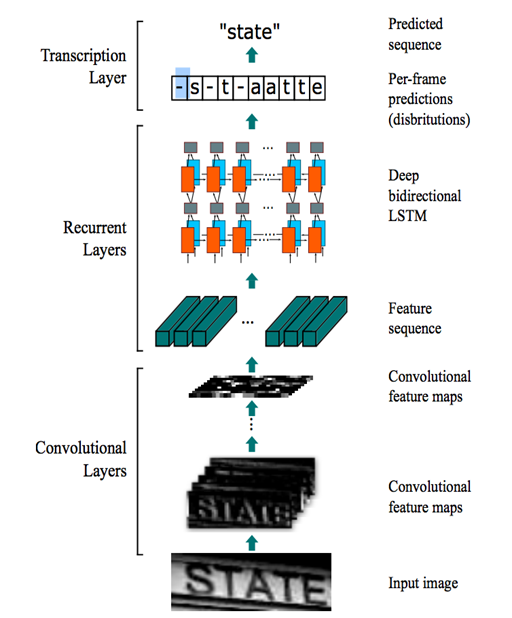 Transcription
Layer
"state"
Predicted
sequence
-s-t-aatte
Per-frame
predictions
(disbritutions)
Recurrent
Layers
Deep
bidirectional
LSTM
...
...
...
...
...
Feature
sequence
Convolutional
Layers
Convolutional
feature maps
...
STATE
Convolutional
feature maps
STATE
Input image